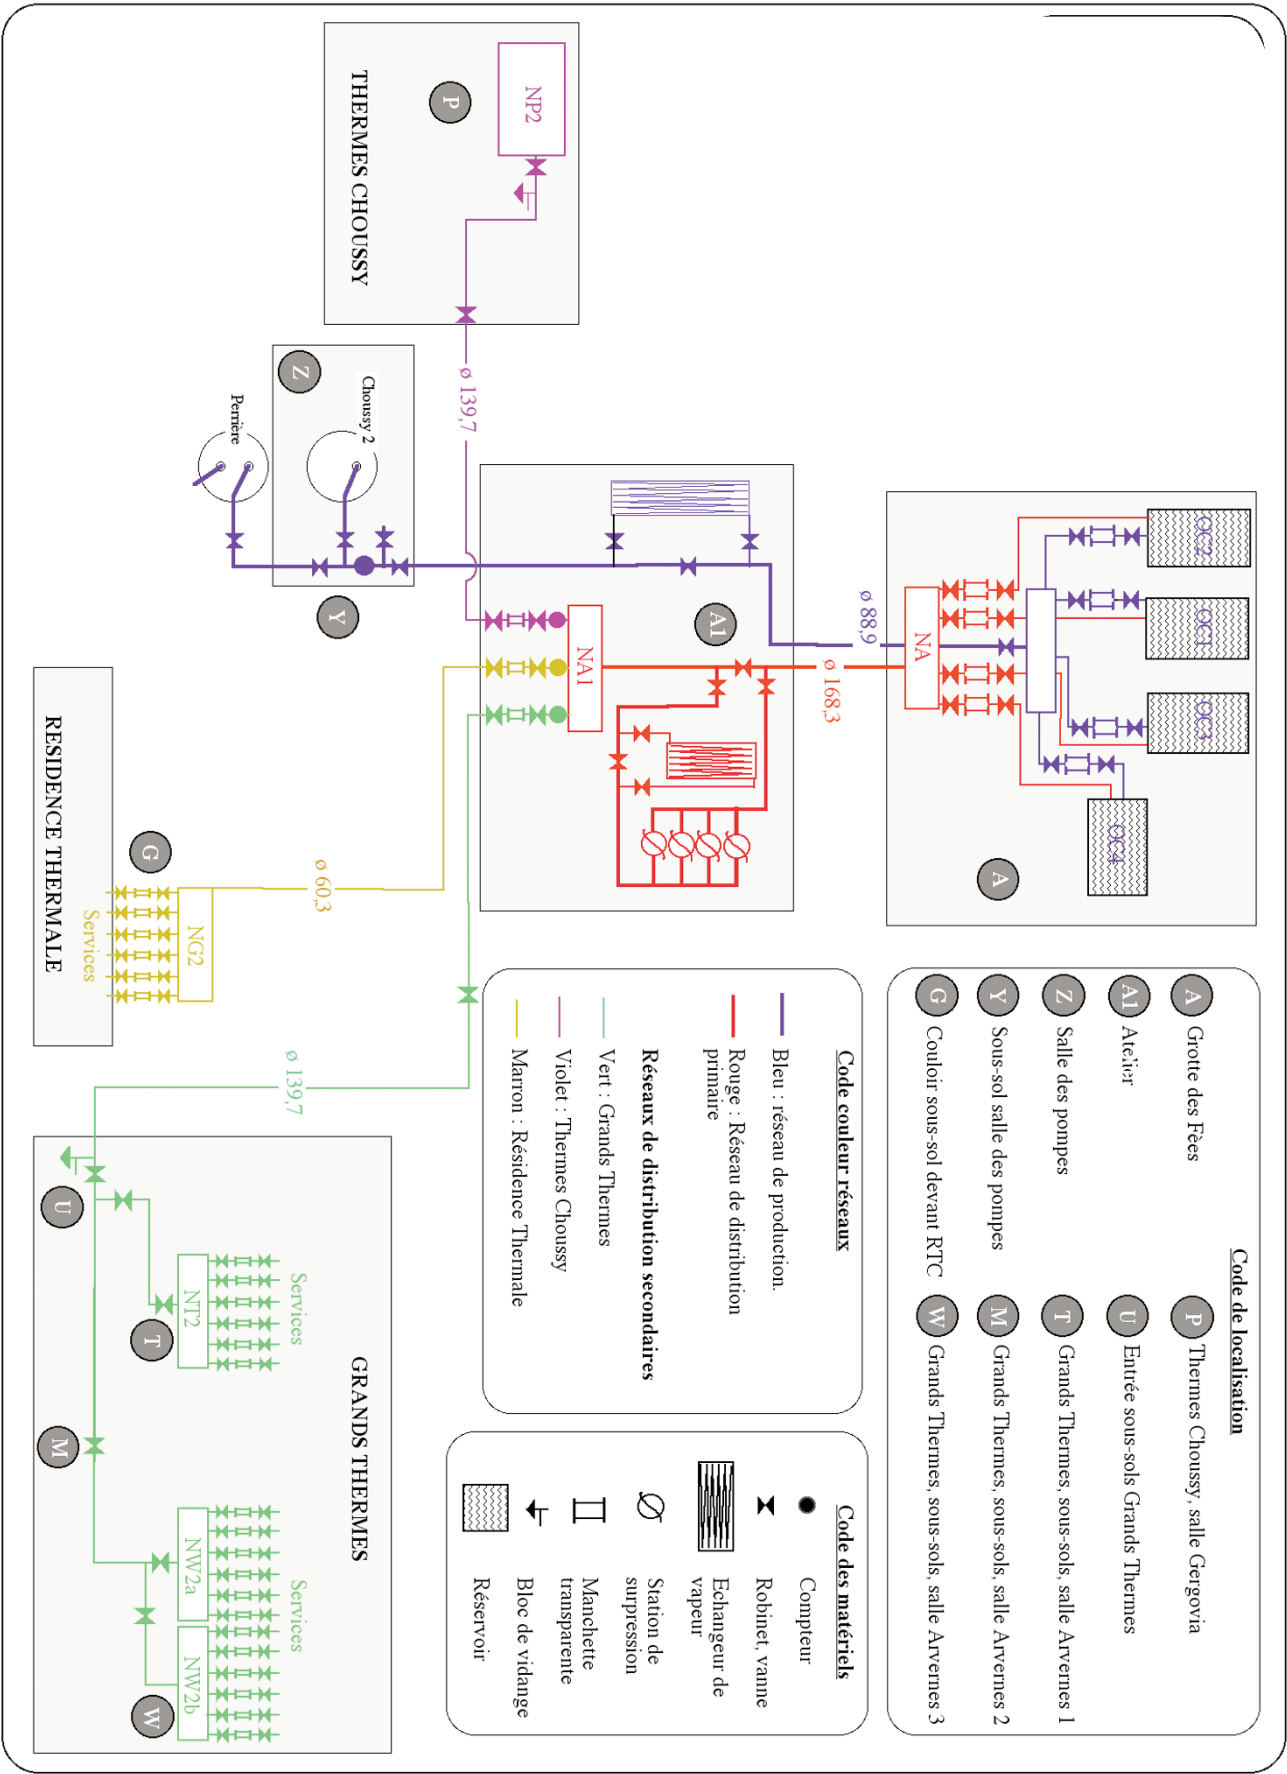 THERMES CHOUSSY
P
NP2
ø 139,7
Z
Choussy 2
Perrière
Y
A1
NA1
ø 88,9
ø 168,3
NA
OC2
OC1
OC3
OC4
A
RESIDENCE THERMALE
G
NG2
Services
ø 60,3
ø 139,7
GRANDS THERMES
U
T
M
W
NT2
Services
NW2a
NW2b
Services
Code de localisation
A Grotte des Fèes
A1 Atelier
Z Salle des pompes
Y Sous-sol salle des pompes
G Couloir sous-sol devant RTC
P Thermes Choussy, salle Gergovia
U Entrée sous-sols Grands Thermes
T Grands Thermes, sous-sols, salle Arvernes 1
M Grands Thermes, sous-sols, salle Arvernes 2
W Grands Thermes, sous-sols, salle Arvernes 3
Code couleur réseaux
Bleu : réseau de production.
Rouge : Réseau de distribution
primaire
Réseaux de distribution secondaires
Vert : Grands Thermes
Violet : Thermes Choussy
Marron : Résidence Thermale
Code des matériels
Compteur
Robinet, vanne
Echangeur de
vapeur
Station de
surpression
Manchette
transparente
Bloc de vidange
Réservoir